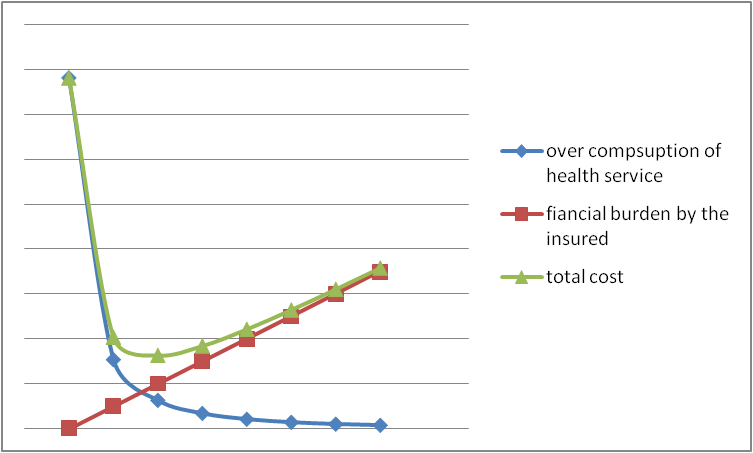 over compsuption of
health service
fiancial burden by the
insured
total cost